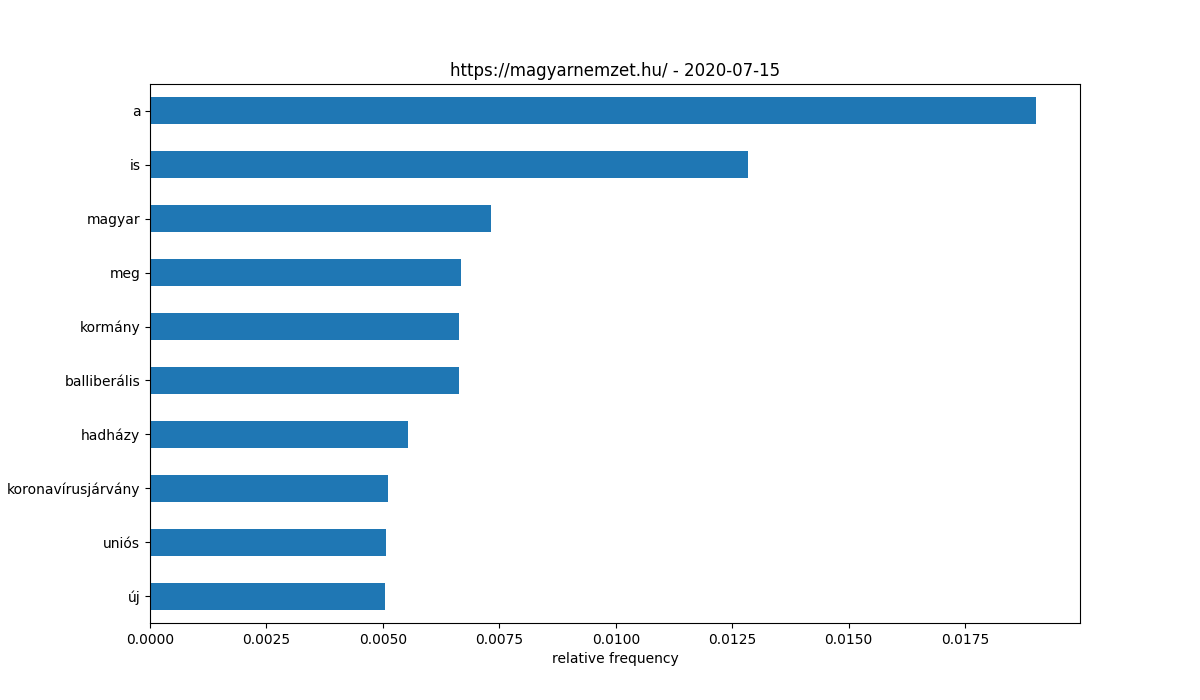 https://magyarnemzet.hu/ - 2020-07-15
a
is
magyar
meg
kormány
balliberális
hadházy
koronavírusjárvány
uniós
új
0.0000 0.0025 0.0050 0.0075 0.0100 0.0125 0.0150 0.0175
relative frequency